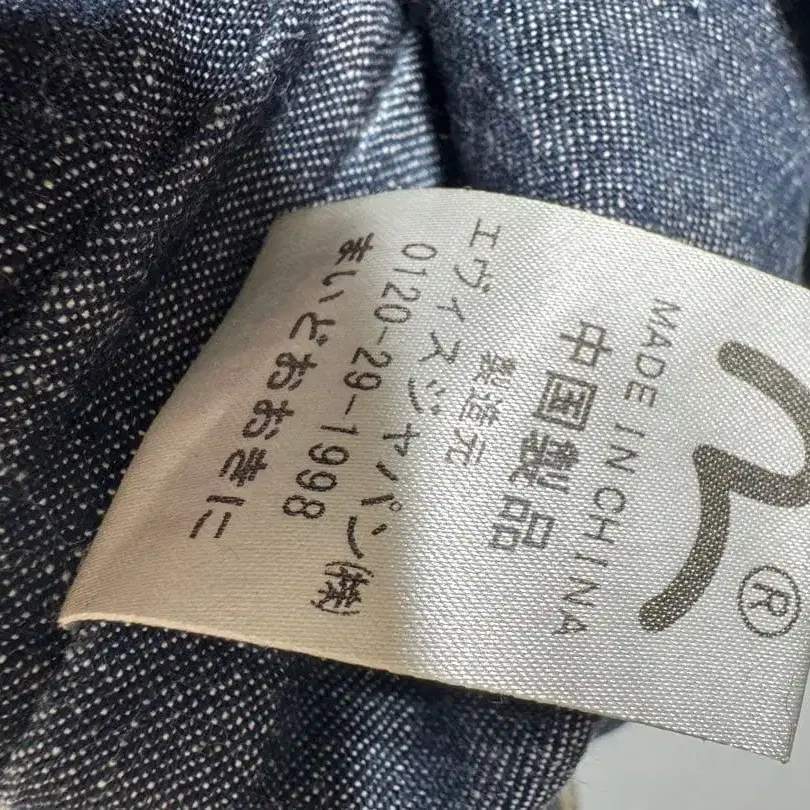 ®
MADE IN CHINA
中国製品
製造元
エヴィスジャパン(株)
0120-29-1998
まいどおおきに